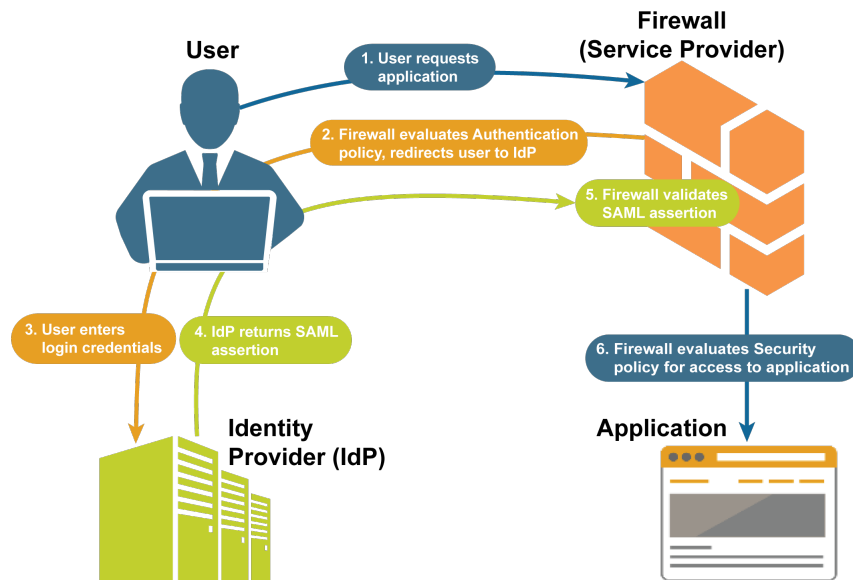 User
Firewall
(Service Provider)
1. User requests
application
2. Firewall evaluates Authentication
policy, redirects user to IdP
5. Firewall validates
SAML assertion
3. User enters
login credentials
4. IdP returns SAML
assertion
6. Firewall evaluates Security
policy for access to application
Identity
Provider (IdP)
Application